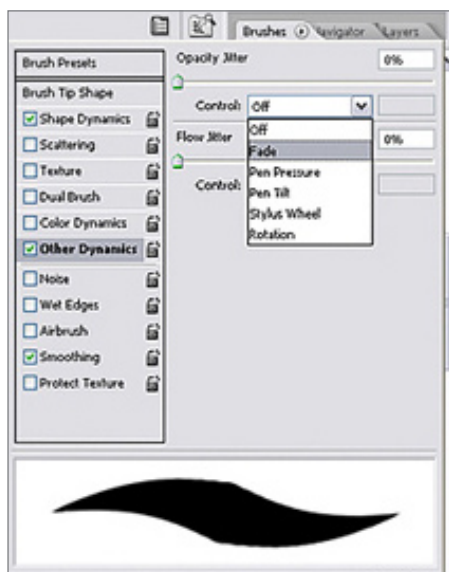 Brushes Navigator Layers
Brush Presets
Brush Tip Shape
Shape Dynamics
Scattering
Texture
Dual Brush
Color Dynamics
Other Dynamics
Noise
Wet Edges
Airbrush
Smoothing
Protect Texture
Opacity Jitter 0%
Control: Off
Off
Fade
Pen Pressure
Pen Tilt
Stylus Wheel
Rotation
Flow Jitter 0%
Control: